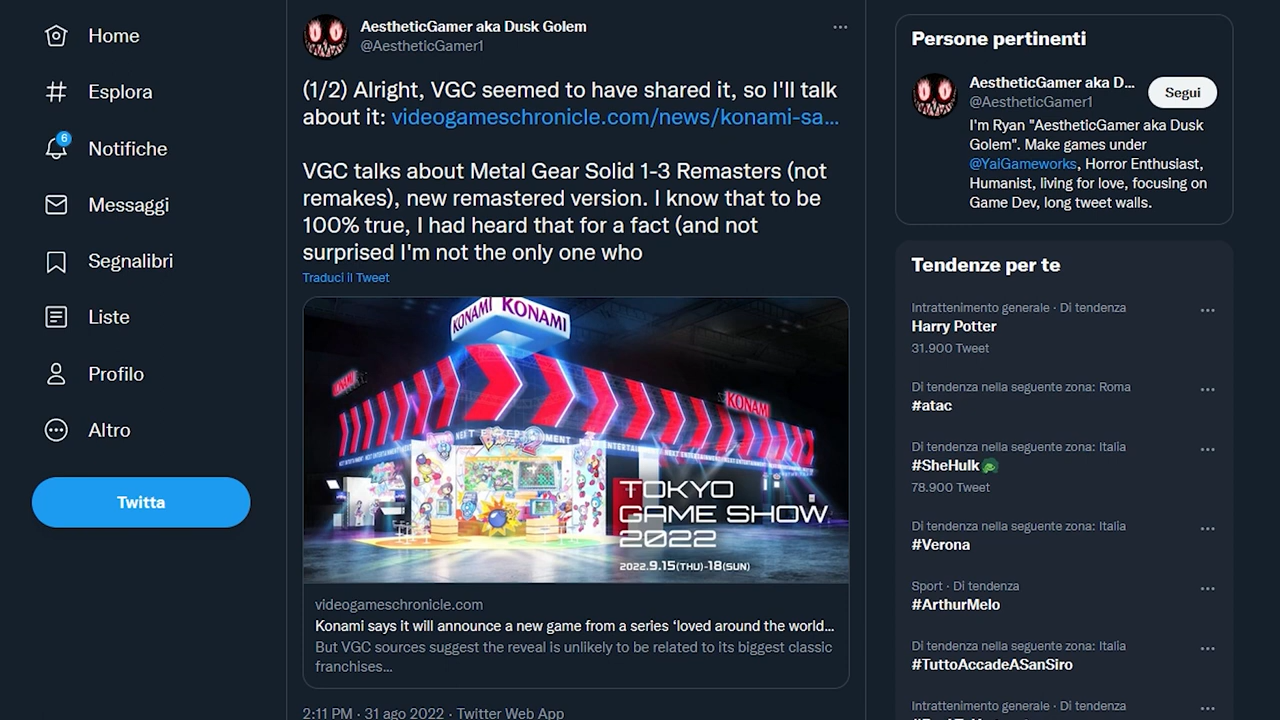 Home
Esplora
6
Notifiche
Messaggi
Segnalibri
Liste
Profilo
Altro
Twitta
AestheticGamer aka Dusk Golem
@AestheticGamer1
(1/2) Alright, VGC seemed to have shared it, so I'll talk
about it: videogameschronicle.com/news/konami-sa...
VGC talks about Metal Gear Solid 1-3 Remasters (not
remakes), new remastered version. I know that to be
100% true, I had heard that for a fact (and not
surprised I'm not the only one who
Traduci il Tweet
KONAMI KONAMI
KONAMI
KONAMI
TOKYO
GAME SHOW
2022
2022.9.15(THU)-18(SUN)
videogameschronicle.com
Konami says it will announce a new game from a series ‘loved around the world...
But VGC sources suggest the reveal is unlikely to be related to its biggest classic
franchises...
2:11 PM · 31 ago 2022 · Twitter Web App
Persone pertinenti
AestheticGamer aka D...
@AestheticGamer1
Segui
I'm Ryan "AestheticGamer aka Dusk
Golem". Make games under
@YaiGameworks, Horror Enthusiast,
Humanist, living for love, focusing on
Game Dev, long tweet walls.
Tendenze per te
Intrattenimento generale · Di tendenza
Harry Potter
31.900 Tweet
Di tendenza nella seguente zona: Roma
#atac
Di tendenza nella seguente zona: Italia
#SheHulk
78.900 Tweet
Di tendenza nella seguente zona: Italia
#Verona
Sport · Di tendenza
#ArthurMelo
Di tendenza nella seguente zona: Italia
#TuttoAccadeASanSiro
Intrattenimento generale · Di tendenza